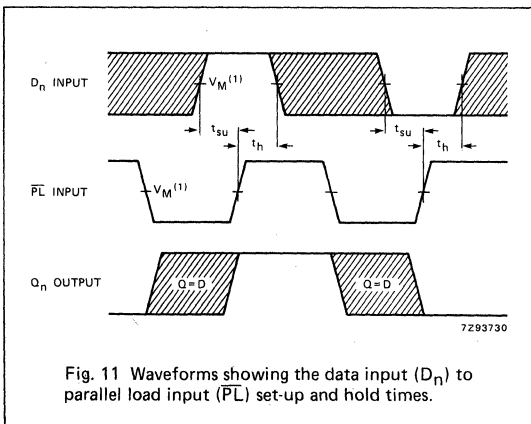 Dn INPUT
VM(1)
tsu
th
tsu
th
PL INPUT
VM(1)
Qn OUTPUT
Q=D
Q=D
7Z93730
Fig. 11 Waveforms showing the data input (Dn) to
parallel load input (PL) set-up and hold times.